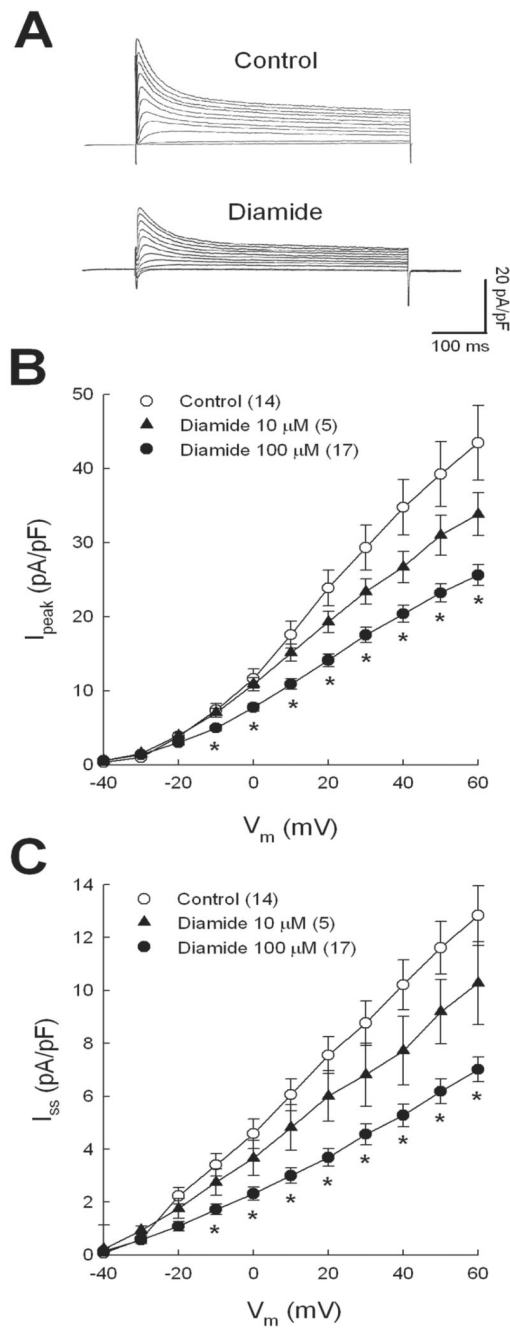 A
Control
Diamide
20 pA/pF
100 ms
B
50
40
30
20
10
0
I peak (pA/pF)
Control (14)
Diamide 10 μM (5)
Diamide 100 μM (17)
* * * * * * * *
-40 -20 0 20 40 60
Vm (mV)
C
14
12
10
8
6
4
2
0
Iss (pA/pF)
Control (14)
Diamide 10 μM (5)
Diamide 100 μM (17)
* * * * * * * *
-40 -20 0 20 40 60
Vm (mV)